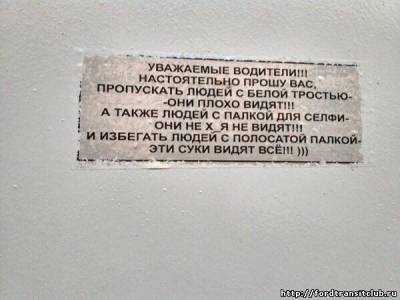 УВАЖАЕМЫЕ ВОДИТЕЛИ!!!
НАСТОЯТЕЛЬНО ПРОШУ ВАС,
ПРОПУСКАТЬ ЛЮДЕЙ С БЕЛОЙ ТРОСТЬЮ-
-ОНИ ПЛОХО ВИДЯТ!!!
А ТАКЖЕ ЛЮДЕЙ С ПАЛКОЙ ДЛЯ СЕЛФИ-
ОНИ НЕ Х_Я НЕ ВИДЯТ!!!
И ИЗБЕГАТЬ ЛЮДЕЙ С ПОЛОСАТОЙ ПАЛКОЙ-
ЭТИ СУКИ ВИДЯТ ВСЁ!!! )))
http://fordtransitclub.ru